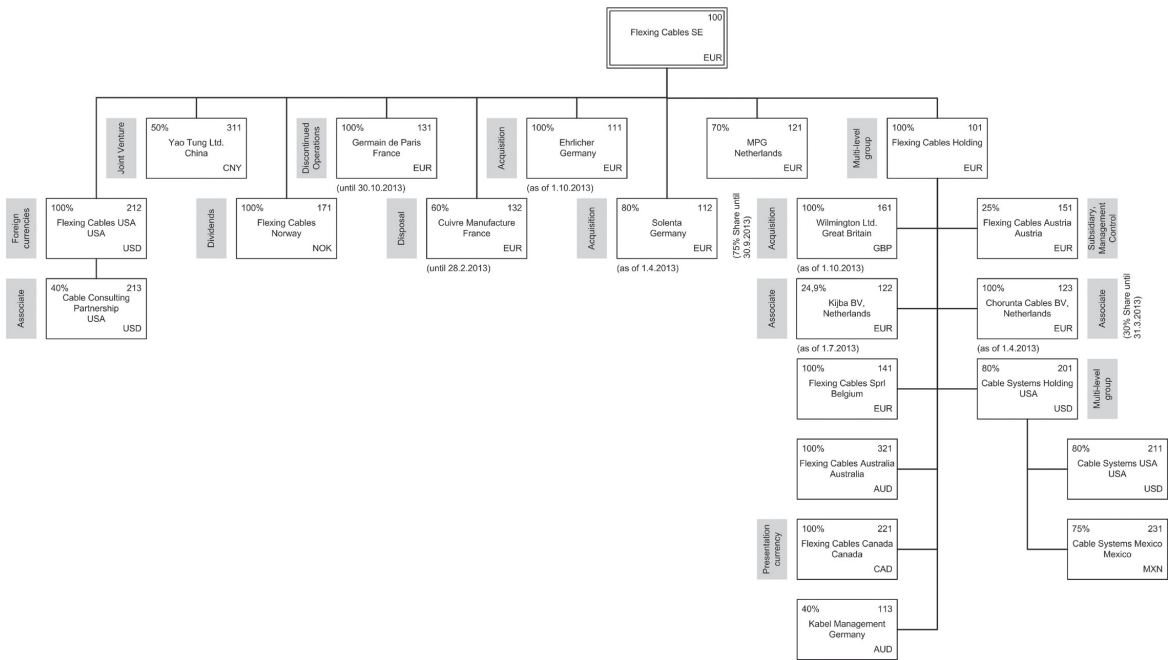 100
Flexing Cables SE
EUR
Joint Venture
50% 311
Yao Tung Ltd.
China
CNY
Discontinued
Operations
100% 131
Germain de Paris
France
EUR
(until 30.10.2013)
Acquisition
100% 111
Ehrlicher
Germany
EUR
(as of 1.10.2013)
70% 121
MPG
Netherlands
EUR
(75% Share until
30.9.2013)
Multi-level
group
100% 101
Flexing Cables Holding
EUR
Foreign
currencies
100% 212
Flexing Cables USA
USA
USD
Dividends
100% 171
Flexing Cables
Norway
NOK
Disposal
60% 132
Cuivre Manufacture
France
EUR
(until 28.2.2013)
Acquisition
80% 112
Solenta
Germany
EUR
(as of 1.4.2013)
Acquisition
100% 161
Wilmington Ltd.
Great Britain
GBP
(as of 1.10.2013)
25% 151
Flexing Cables Austria
Austria
EUR
Subsidiary,
Management
Control
Associate
40% 213
Cable Consulting
Partnership
USA
USD
Associate
24,9% 122
Kijba BV,
Netherlands
EUR
(as of 1.7.2013)
100% 123
Chorunta Cables BV,
Netherlands
EUR
(as of 1.4.2013)
Associate
(30% Share until
31.3.2013)
100% 141
Flexing Cables Sprl
Belgium
EUR
80% 201
Cable Systems Holding
USA
USD
Multi-level
group
100% 321
Flexing Cables Australia
Australia
AUD
80% 211
Cable Systems USA
USA
USD
Presentation
currency
100% 221
Flexing Cables Canada
Canada
CAD
75% 231
Cable Systems Mexico
Mexico
MXN
40% 113
Kabel Management
Germany
AUD